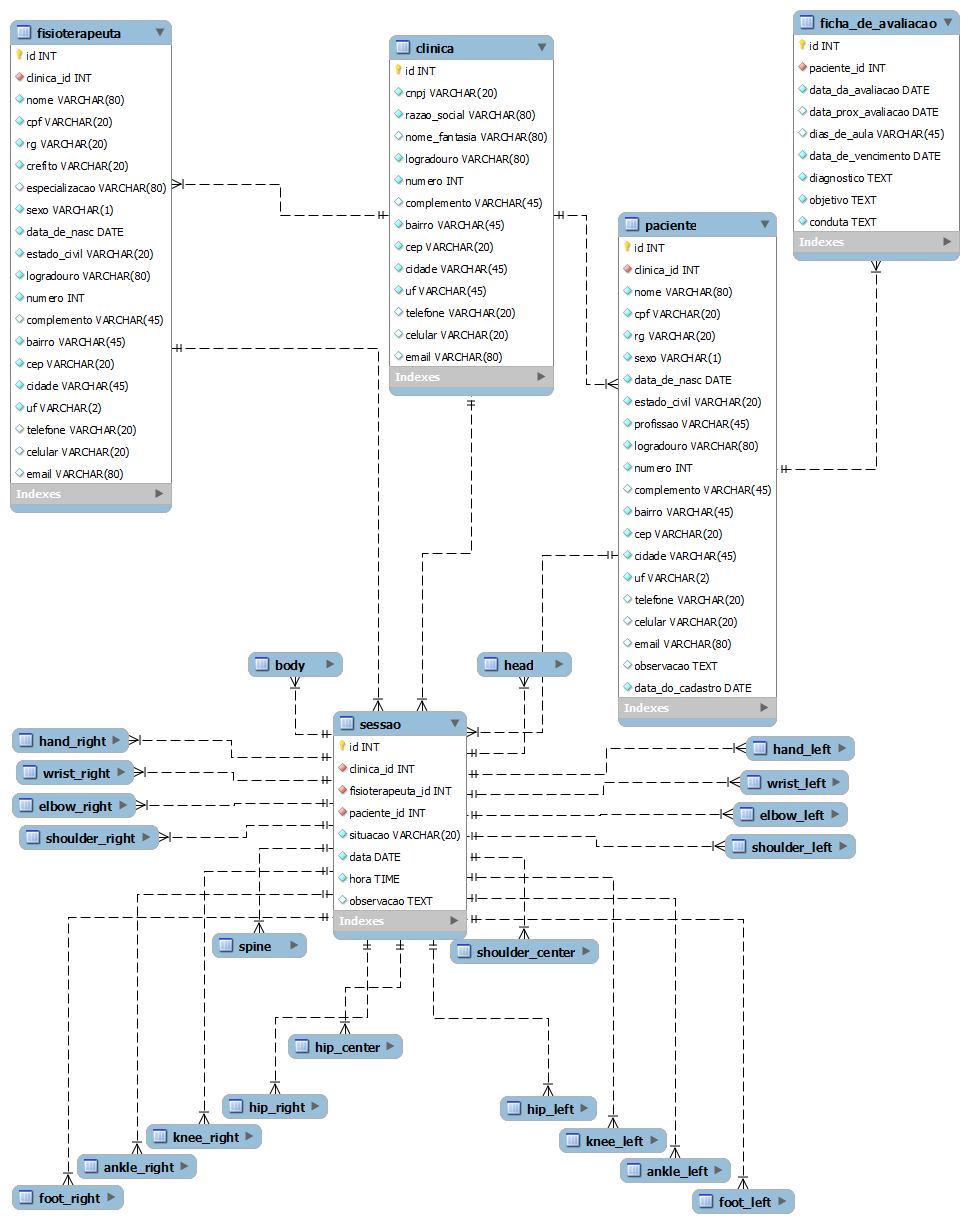 fisioterapeuta
id INT
clinica_id INT
nome VARCHAR(80)
cpf VARCHAR(20)
rg VARCHAR(20)
crefito VARCHAR(20)
especializacao VARCHAR(80)
sexo VARCHAR(1)
data_de_nasc DATE
estado_civil VARCHAR(20)
logradouro VARCHAR(80)
numero INT
complemento VARCHAR(45)
bairro VARCHAR(45)
cep VARCHAR(20)
cidade VARCHAR(45)
uf VARCHAR(2)
telefone VARCHAR(20)
celular VARCHAR(20)
email VARCHAR(80)
Indexes
clinica
id INT
cnpj VARCHAR(20)
razao_social VARCHAR(80)
nome_fantasia VARCHAR(80)
logradouro VARCHAR(80)
numero INT
complemento VARCHAR(45)
bairro VARCHAR(45)
cep VARCHAR(20)
cidade VARCHAR(45)
uf VARCHAR(45)
telefone VARCHAR(20)
celular VARCHAR(20)
email VARCHAR(80)
Indexes
ficha_de_avaliacao
id INT
paciente_id INT
data_da_avaliacao DATE
data_prox_avaliacao DATE
dias_de_aula VARCHAR(45)
data_de_vencimento DATE
diagnostico TEXT
objetivo TEXT
conduta TEXT
Indexes
paciente
id INT
clinica_id INT
nome VARCHAR(80)
cpf VARCHAR(20)
rg VARCHAR(20)
sexo VARCHAR(1)
data_de_nasc DATE
estado_civil VARCHAR(20)
profissao VARCHAR(45)
logradouro VARCHAR(80)
numero INT
complemento VARCHAR(45)
bairro VARCHAR(45)
cep VARCHAR(20)
cidade VARCHAR(45)
uf VARCHAR(2)
telefone VARCHAR(20)
celular VARCHAR(20)
email VARCHAR(80)
observacao TEXT
data_do_cadastro DATE
Indexes
body
head
sessao
id INT
clinica_id INT
fisioterapeuta_id INT
paciente_id INT
situacao VARCHAR(20)
data DATE
hora TIME
observacao TEXT
Indexes
hand_right
wrist_right
elbow_right
shoulder_right
hand_left
wrist_left
elbow_left
shoulder_left
spine
shoulder_center
hip_center
hip_right
hip_left
knee_right
knee_left
ankle_right
ankle_left
foot_right
foot_left